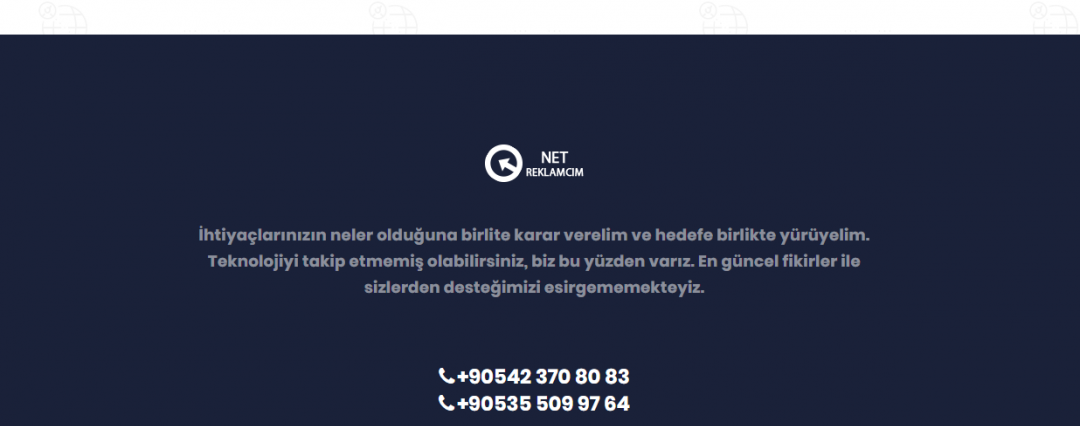 NET
REKLAMCIM
İhtiyaçlarınızın neler olduğuna birlite karar verelim ve hedefe birlikte yürüyelim.
Teknolojiyi takip etmemiş olabilirsiniz, biz bu yüzden varız. En güncel fikirler ile
sizlerden desteğimizi esirgememekteyiz.
+90542 370 80 83
+90535 509 97 64